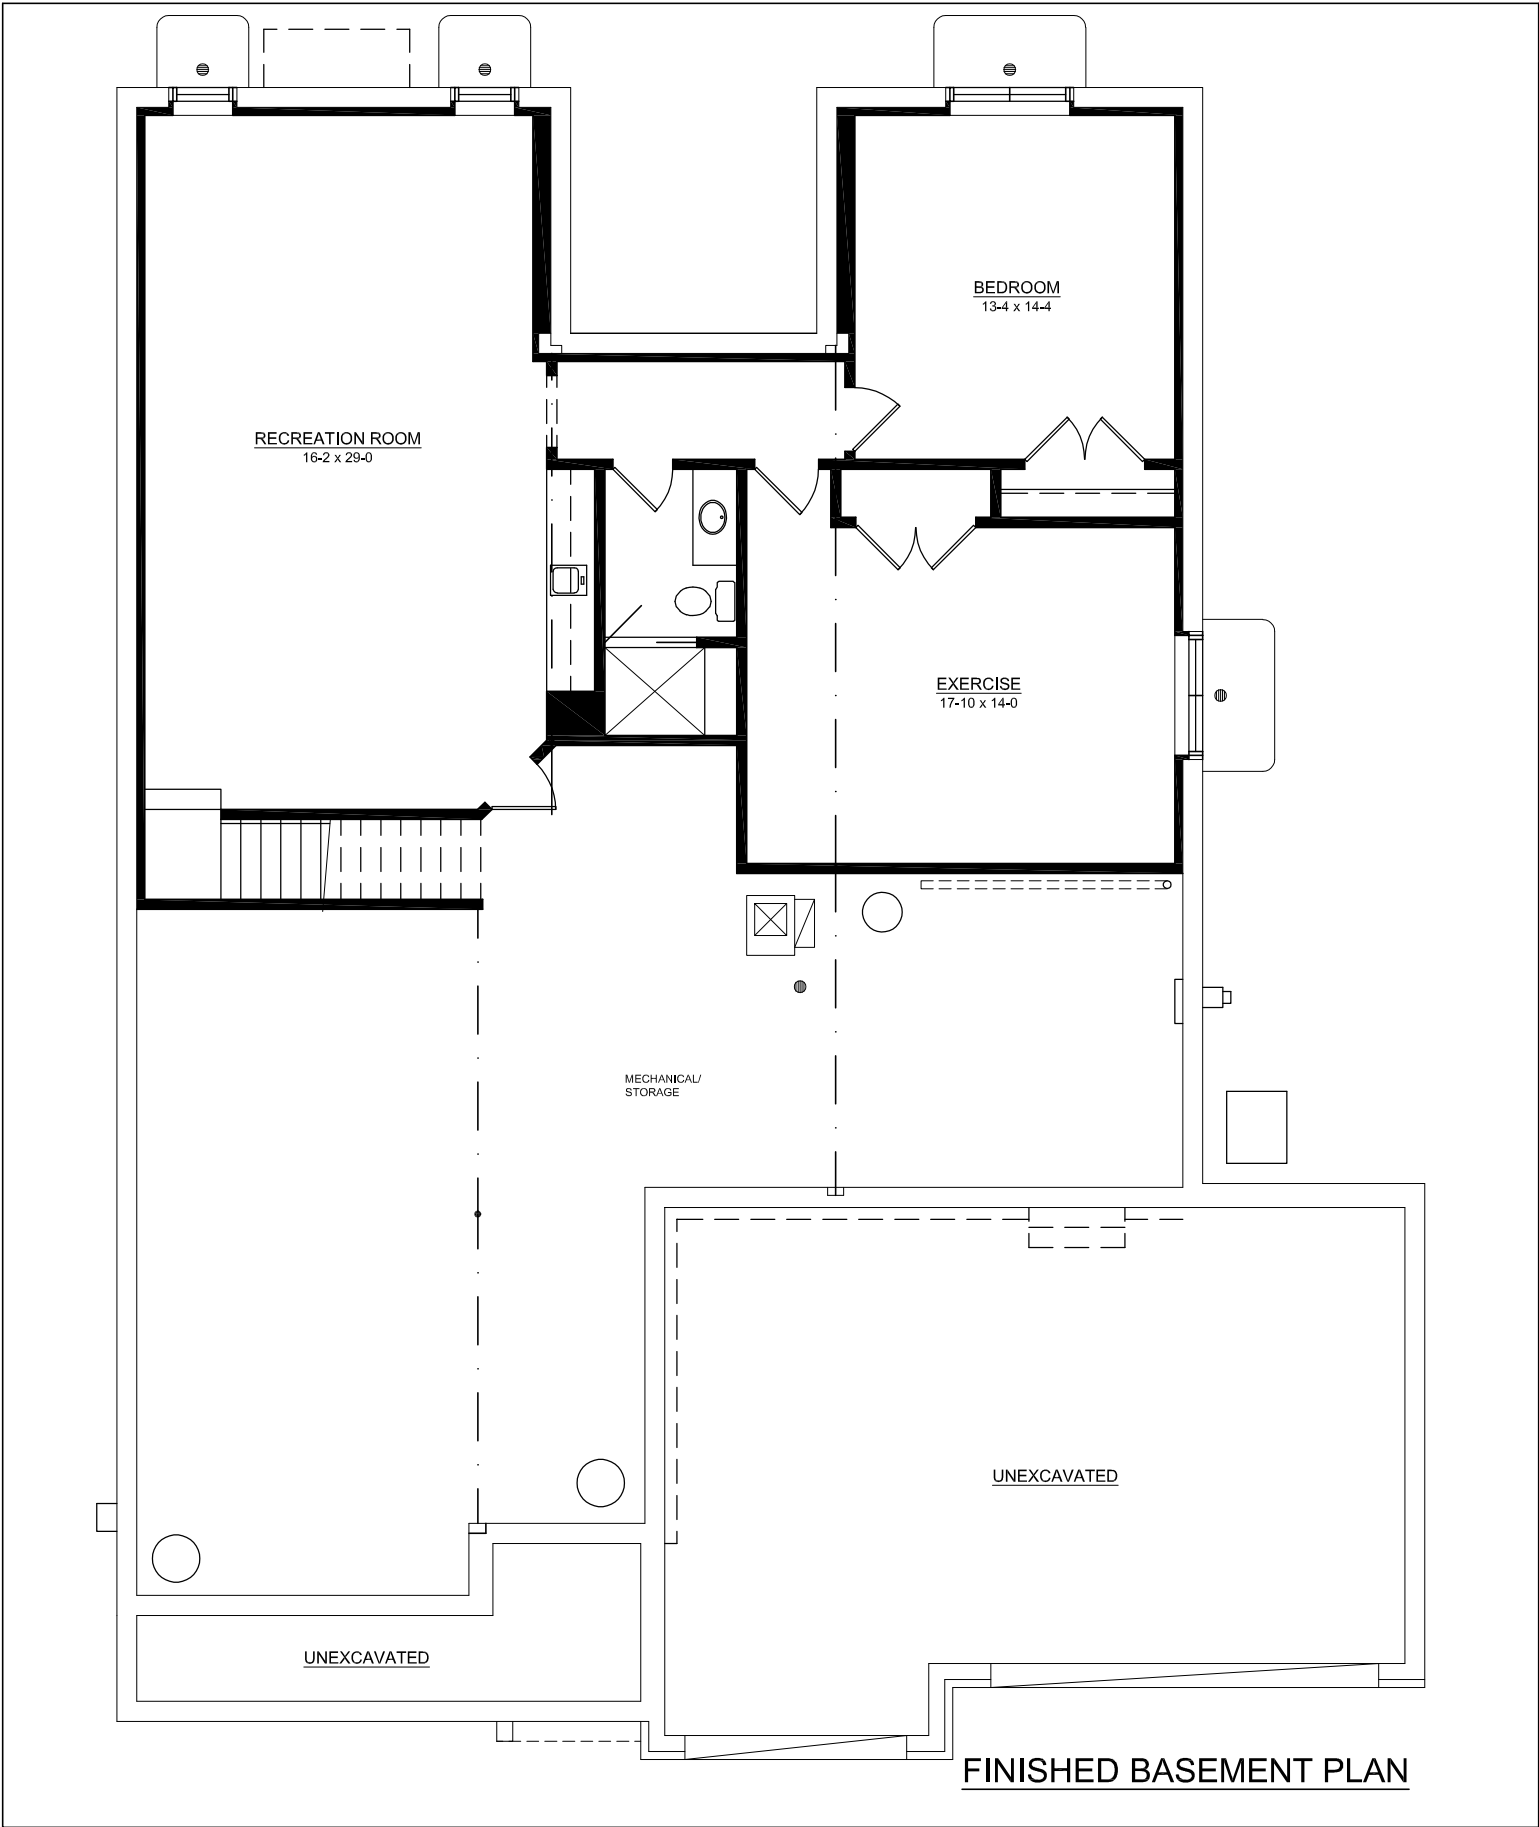 BEDROOM
13-4 x 14-4
RECREATION ROOM
16-2 x 29-0
EXERCISE
17-10 x 14-0
MECHANICAL/
STORAGE
UNEXCAVATED
UNEXCAVATED
FINISHED BASEMENT PLAN